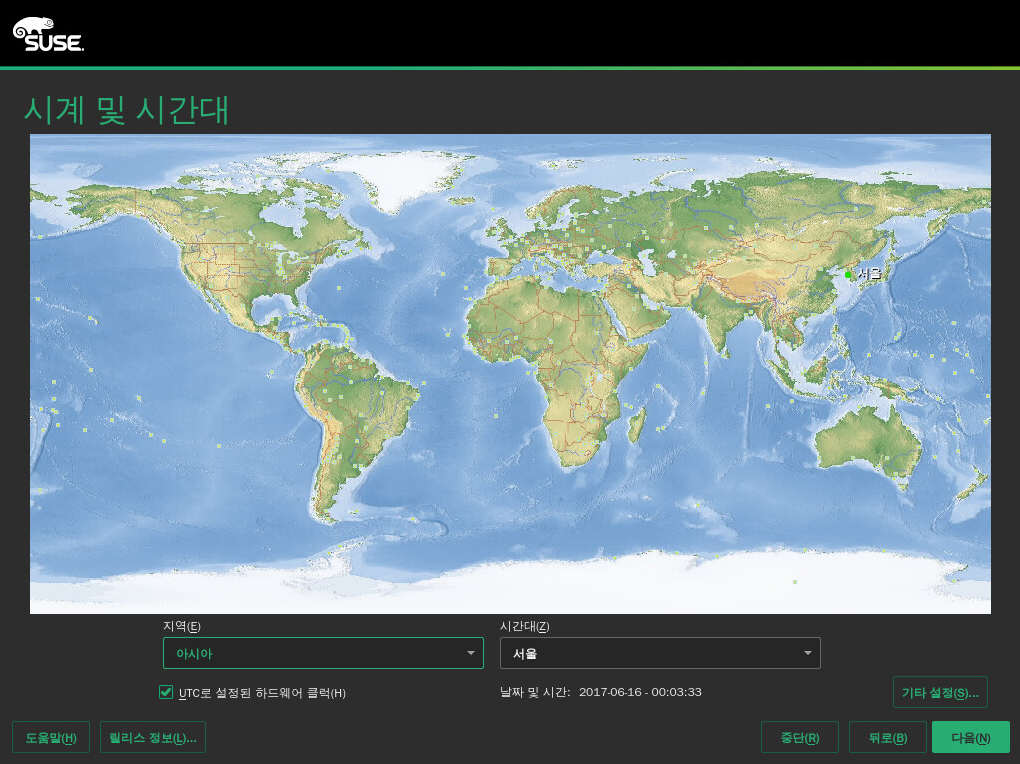 SUSE
시계 및 시간대
서울
지역(E)
시간대(Z)
아시아
서울
UTC로 설정된 하드웨어 클럭(H)
날짜 및 시간: 2017-06-16 - 00:03:33
기타 설정(S)...
도움말(H)
릴리스 정보(L)...
중단(R)
뒤로(B)
다음(N)